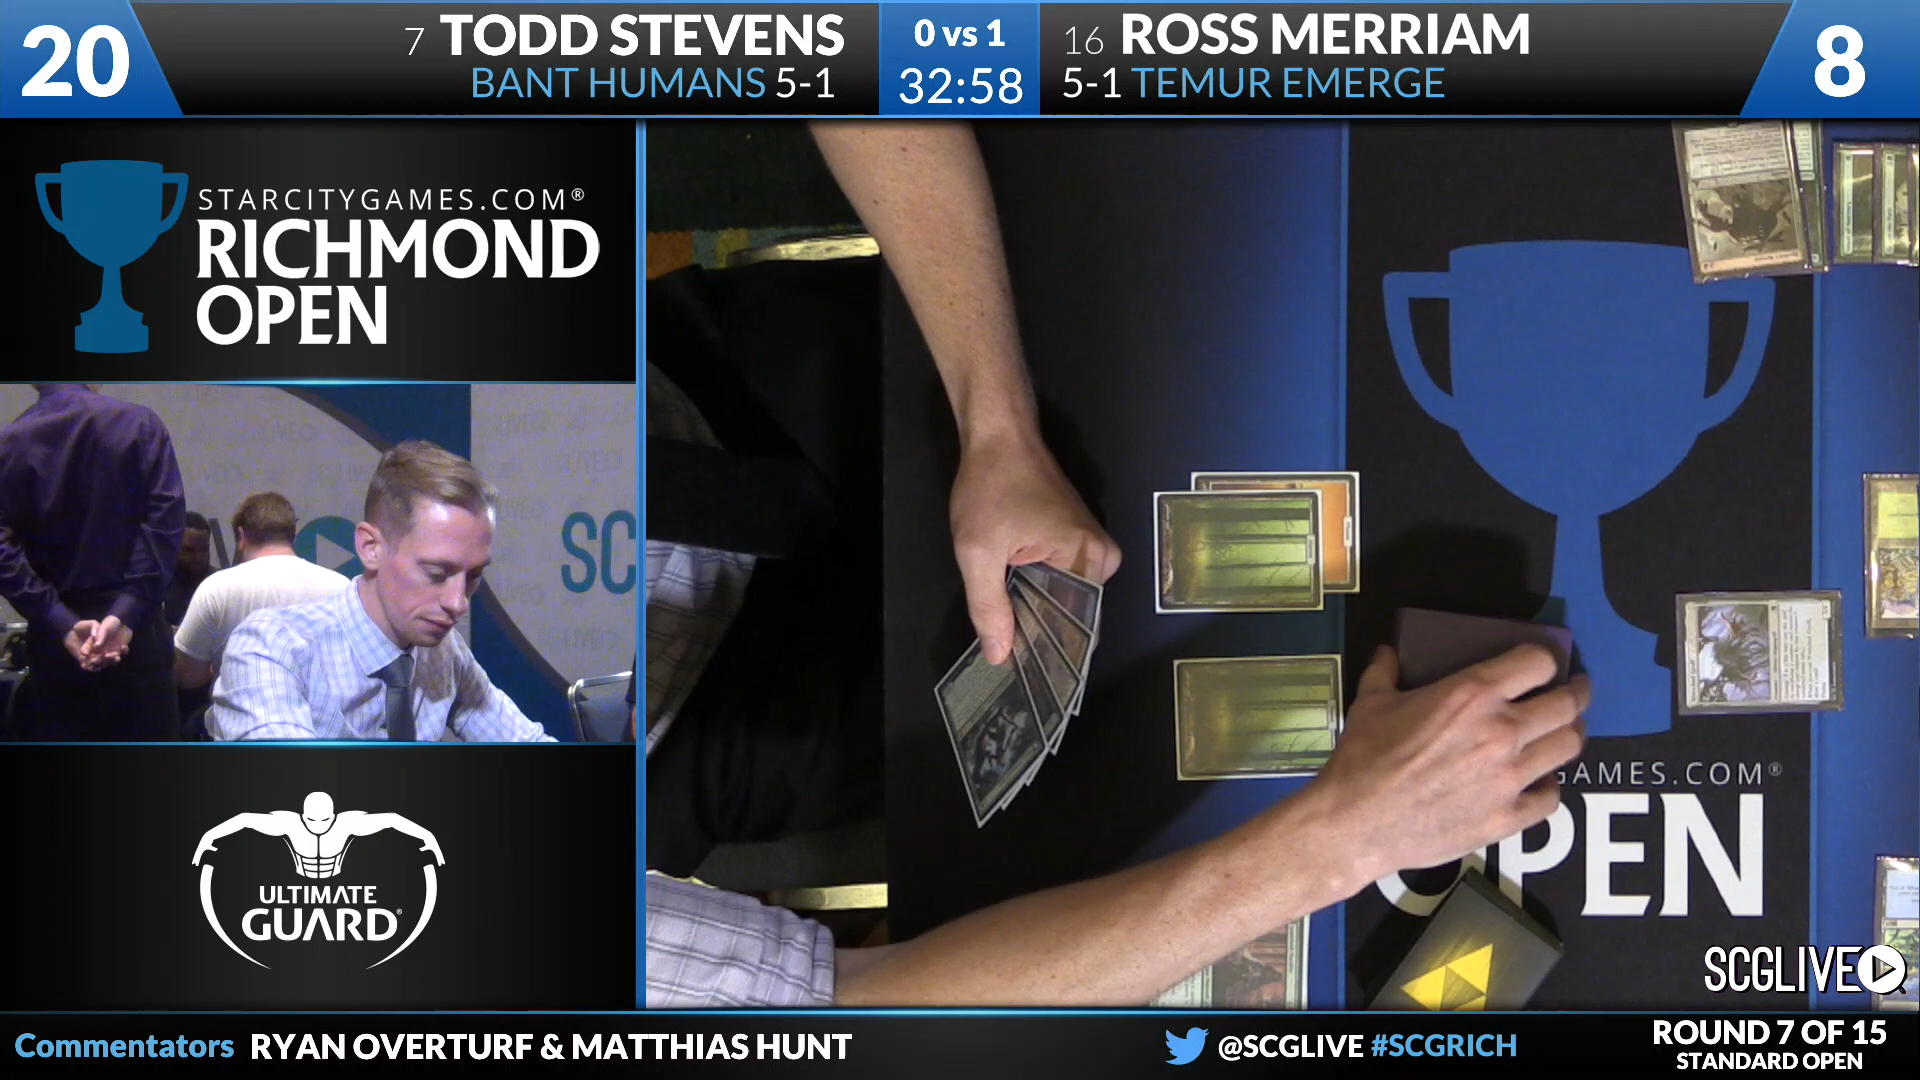 20
7 TODD STEVENS
BANT HUMANS 5-1
0 vs 1
32:58
16 ROSS MERRIAM
5-1 TEMUR EMERGE
8
STARCITYGAMES.COM®
RICHMOND
OPEN
SC
ULTIMATE
GUARD®
GAMES.COM®
OPEN
SCGLIVE
Commentators RYAN OVERTURF & MATTHIAS HUNT
@SCGLIVE #SCGRICH
ROUND 7 OF 15
STANDARD OPEN